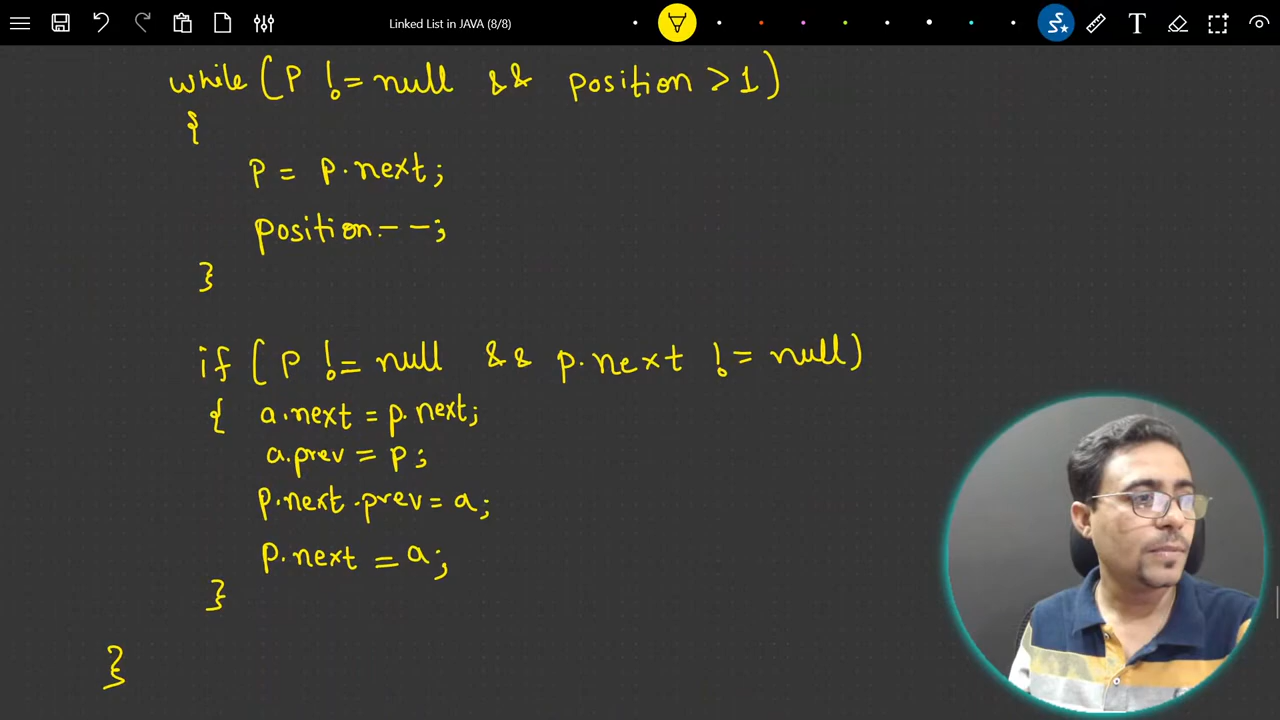 Linked List in JAVA (8/8)
T
while (P != null && position > 1)
{
P = p.next;
position--;
}
if (P != null && p.next != null)
{ a.next = p.next;
a.prev = p;
p.next.prev = a;
p.next = a;
}
}